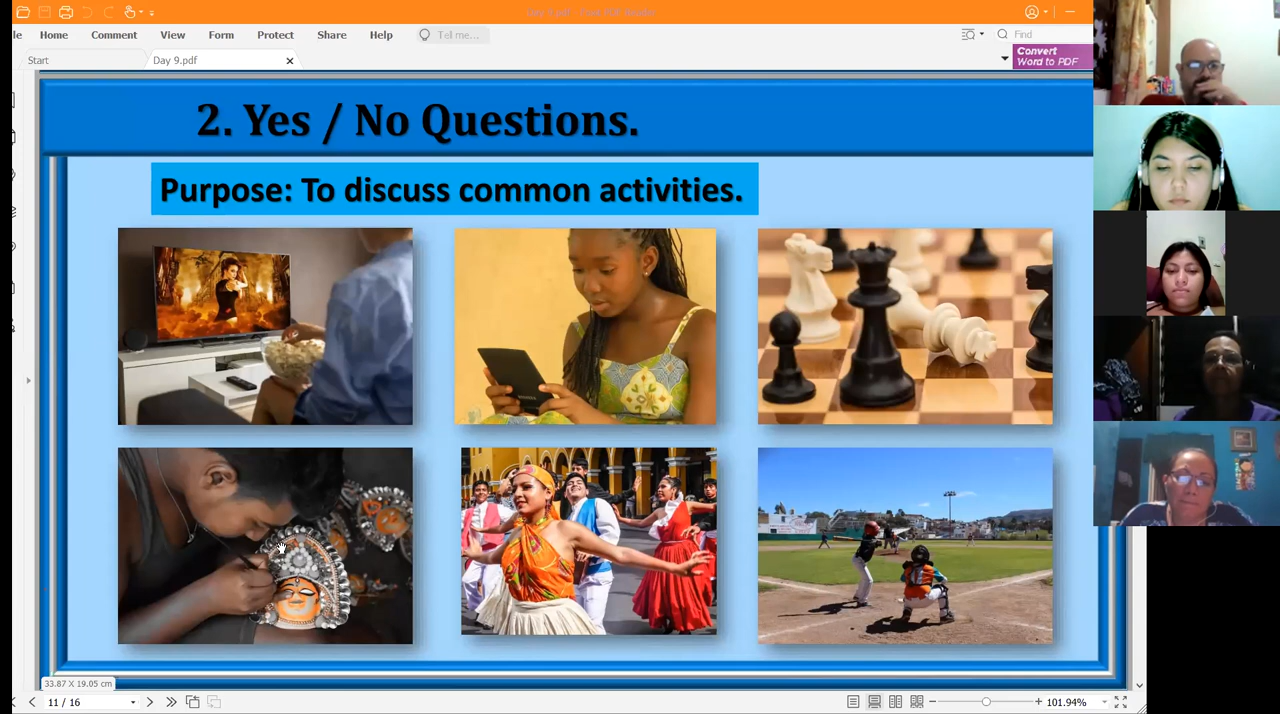 le Home Comment View Form Protect Share Help Tell me... Find
Start Day 9.pdf Convert
Word to PDF
2. Yes / No Questions.
Purpose: To discuss common activities.
33.87 X 19.05 cm
11 / 16 101.94%